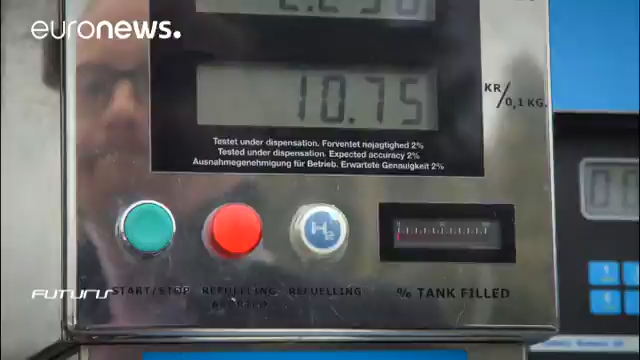 euronews.
10.75
KR/0,1 KG.
Testet under dispensation. Forventet nøjagtighed 2%
Tested under dispensation. Expected accuracy 2%
Ausnahmegenehmigung für Betrieb. Erwartete Genauigkeit 2%
H2
FUTURIS
START/STOP
REFUELLING
REFUELLING
% TANK FILLED